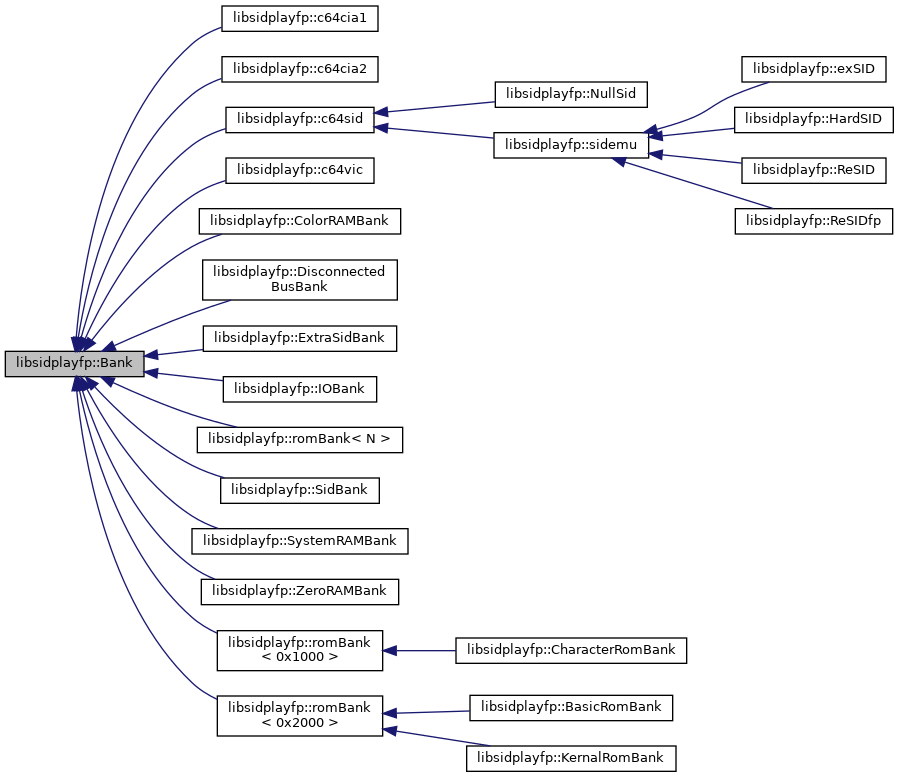 libsidplayfp::c64cia1
libsidplayfp::c64cia2
libsidplayfp::exSID
libsidplayfp::NullSid
libsidplayfp::c64sid
libsidplayfp::HardSID
libsidplayfp::sidemu
libsidplayfp::c64vic
libsidplayfp::ReSID
libsidplayfp::ColorRAMBank
libsidplayfp::ReSIDfp
libsidplayfp::Disconnected
BusBank
libsidplayfp::ExtraSidBank
libsidplayfp::Bank
libsidplayfp::IOBank
libsidplayfp::romBank< N >
libsidplayfp::SidBank
libsidplayfp::SystemRAMBank
libsidplayfp::ZeroRAMBank
libsidplayfp::romBank
< 0x1000 >
libsidplayfp::CharacterRomBank
libsidplayfp::romBank
< 0x2000 >
libsidplayfp::BasicRomBank
libsidplayfp::KernalRomBank